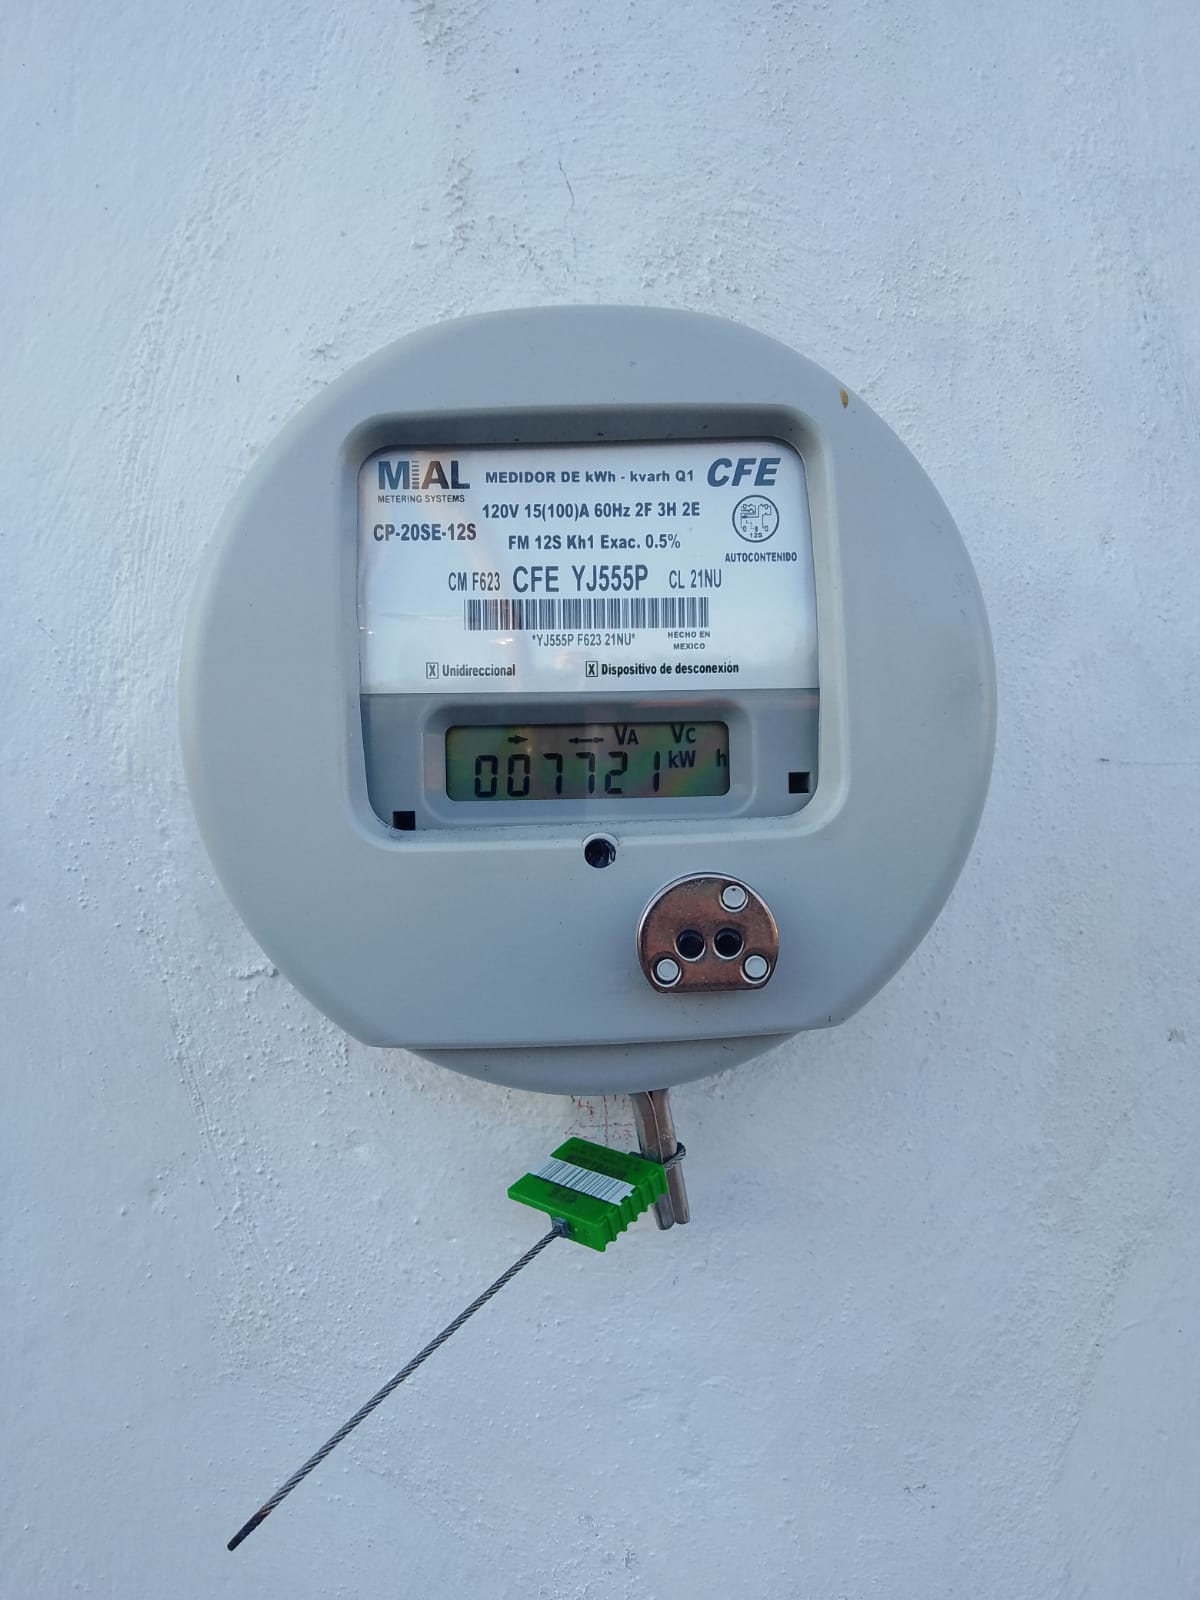 MIAL
METERING SYSTEMS
MEDIDOR DE kWh - kvarh Q1
CFE
CP-20SE-12S
120V 15(100)A 60Hz 2F 3H 2E
FM 12S Kh1 Exac. 0.5%
12S
AUTOCONTENIDO
CM F623 CFE YJ555P CL 21NU
*YJ555P F623 21NU*
HECHO EN
MEXICO
X Unidireccional
X Dispositivo de desconexión
VA VC
007721 kW h